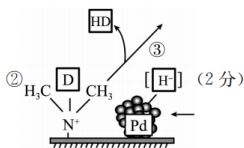 HD
③
② D [H⁻] (2分)
H₃C CH₃
N⁺ Pd